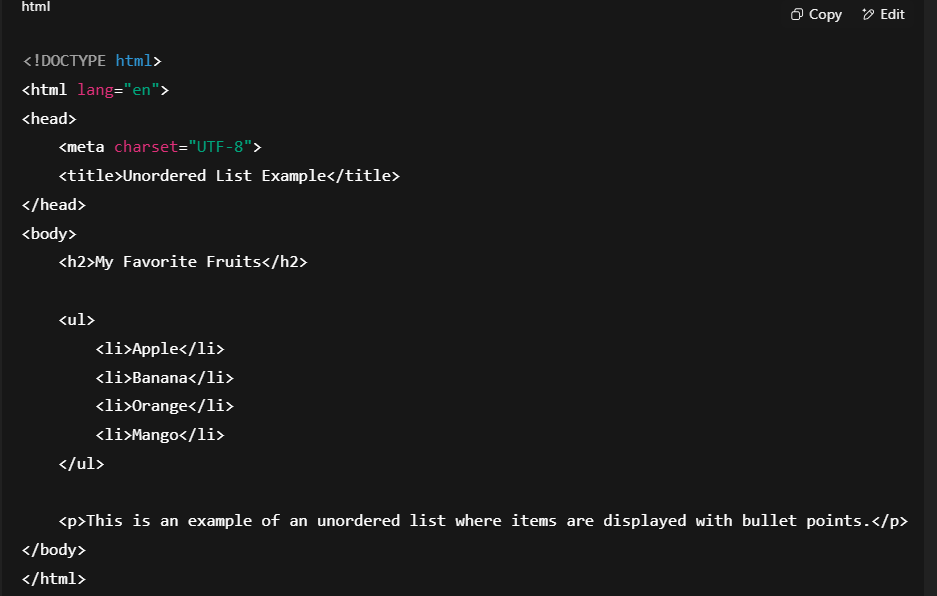 html
Copy Edit
<!DOCTYPE html>
<html lang="en">
<head>
    <meta charset="UTF-8">
    <title>Unordered List Example</title>
</head>
<body>
    <h2>My Favorite Fruits</h2>
    <ul>
        <li>Apple</li>
        <li>Banana</li>
        <li>Orange</li>
        <li>Mango</li>
    </ul>
    <p>This is an example of an unordered list where items are displayed with bullet points.</p>
</body>
</html>